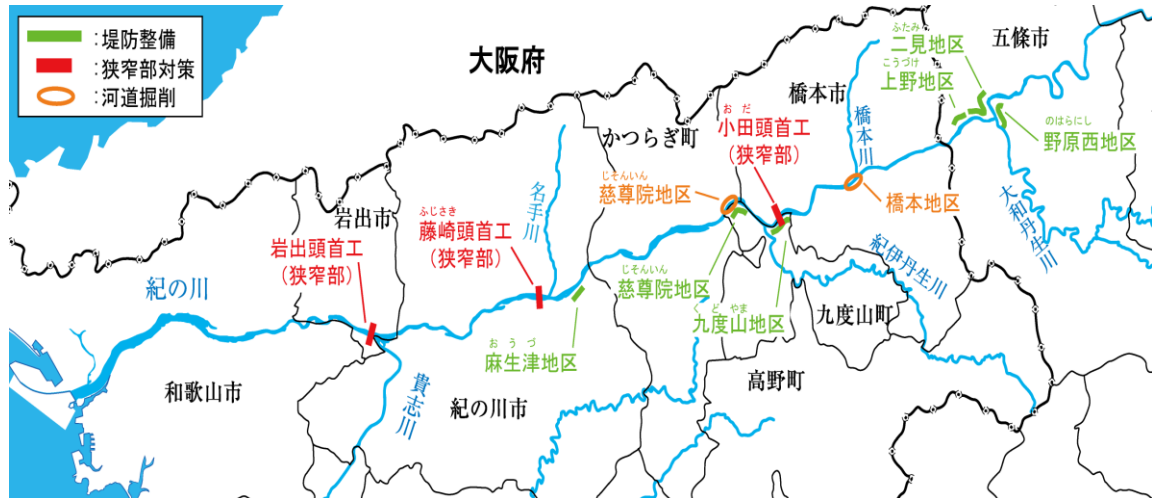 :堤防整備
:狭窄部対策
:河道掘削
大阪府
五條市
ふたみ
二見地区
こうづけ
上野地区
のはらにし
野原西地区
橋本市
橋本川
かつらぎ町
おだ
小田頭首工
(狭窄部)
じそんいん
慈尊院地区
橋本地区
大和丹生川
名手川
岩出市
ふじさき
藤崎頭首工
(狭窄部)
岩出頭首工
(狭窄部)
紀の川
じそんいん
慈尊院地区
くどやま
九度山地区
紀伊丹生川
九度山町
おうづ
麻生津地区
高野町
和歌山市
貴志川
紀の川市